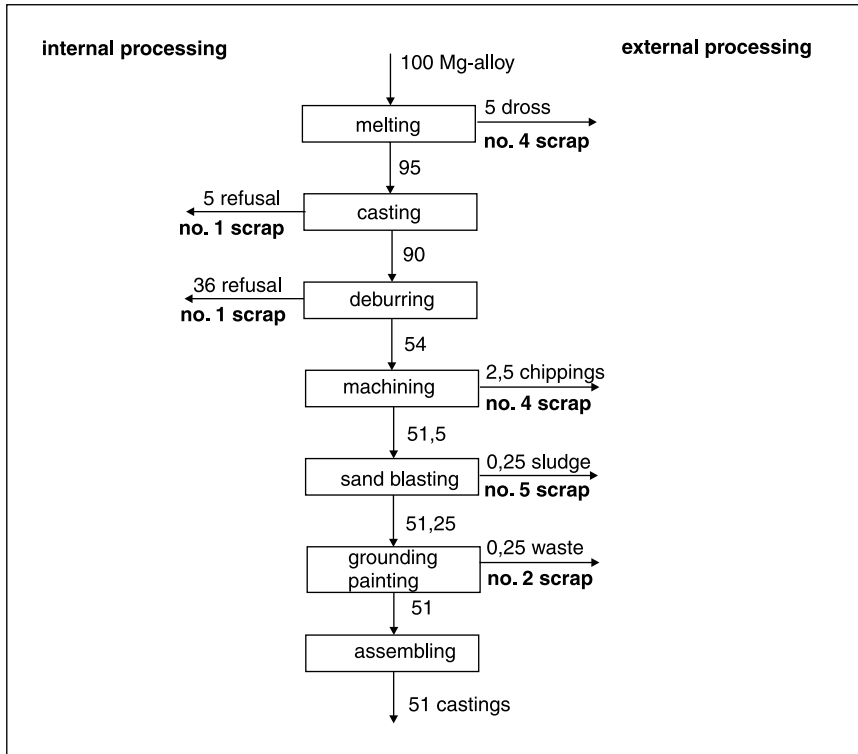 internal processing
external processing
100 Mg-alloy
5 dross
melting
no. 4 scrap
95
5 refusal
casting
no. 1 scrap
90
36 refusal
deburring
no. 1 scrap
54
2,5 chippings
machining
no. 4 scrap
51,5
0,25 sludge
sand blasting
no. 5 scrap
51,25
0,25 waste
grounding
painting
no. 2 scrap
51
assembling
51 castings